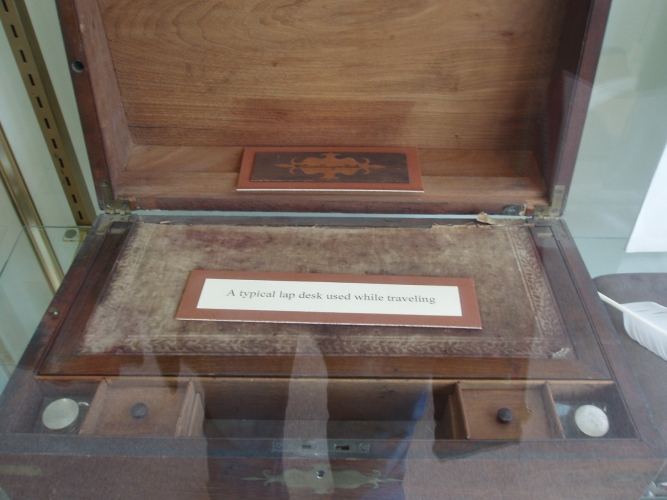 A typical lap desk used while traveling